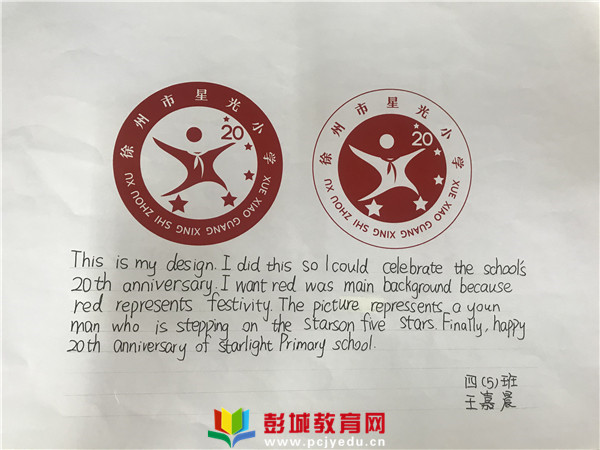 徐州市星光小学
20
XUE XIAO GUANG XING SHI ZHOU XU
徐州市星光小学
20
XUE XIAO GUANG XING SHI ZHOU XU
This is my design. I did this so I could celebrate the school's
20th anniversary. I want red was main background because
red represents festivity. The picture repressents a youn
man who is stepping on the starson five stars. Finally, happy
20th anniversary of starlight Primary school.
四(5)班
王嘉晨
彭城教育网
www.pcjyedu.cn